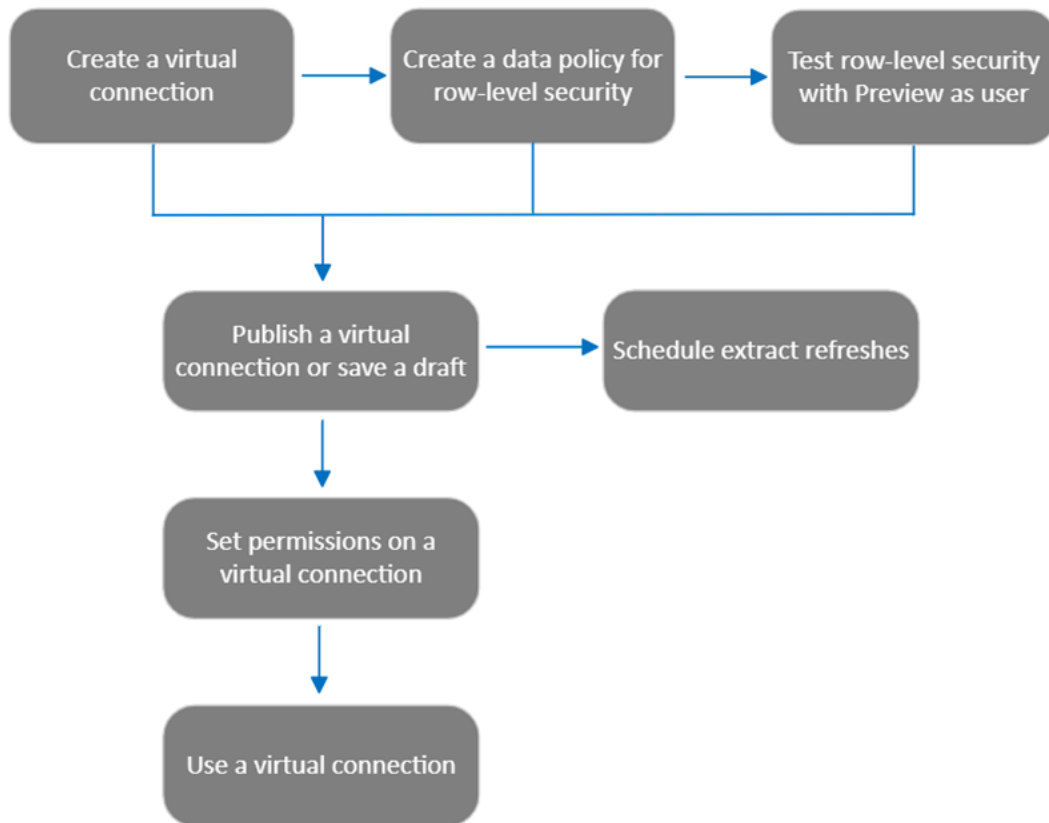 Create a virtual
connection
Create a data policy for
row-level security
Test row-level security
with Preview as user
Publish a virtual
connection or save a draft
Schedule extract refreshes
Set permissions on a
virtual connection
Use a virtual connection